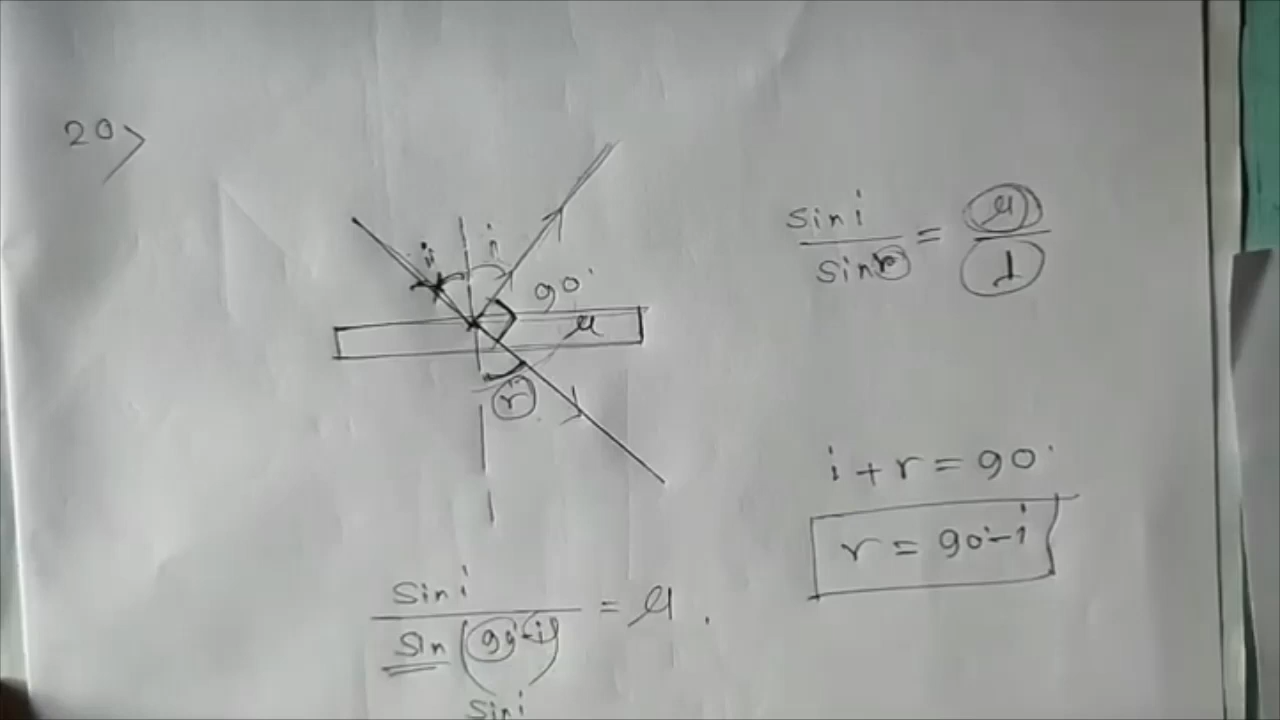 20>
i i
90°
μ
r
sin i / sin r = μ / 1
i + r = 90°
r = 90° - i
sin i / sin (90° - i) = μ .
sin i